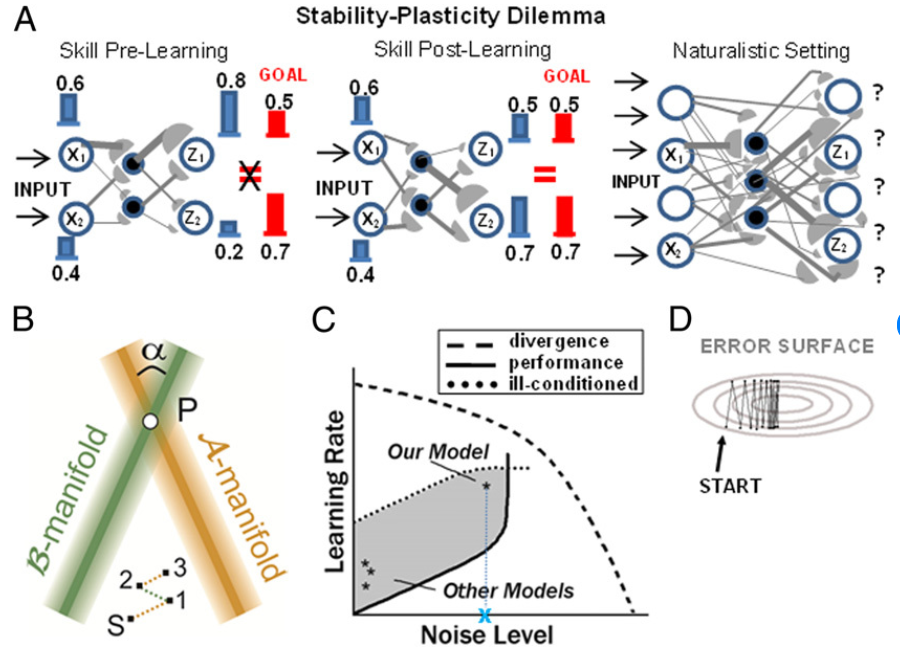 A
Stability-Plasticity Dilemma
Skill Pre-Learning
0.6
0.8
GOAL
0.5
X1
Z1
INPUT
=
X
X2
Z2
0.4
0.2
0.7
Skill Post-Learning
0.6
GOAL
0.5 0.5
X1
Z1
INPUT
=
X2
Z2
0.4
0.7
0.7
Naturalistic Setting
?
X1
Z1
?
INPUT
?
?
X2
Z2
?
B
α
P
B-manifold
A-manifold
2
3
1
S
C
divergence
performance
ill-conditioned
Learning Rate
Our Model
*
*
*
*
Other Models
x
Noise Level
D
ERROR SURFACE
START